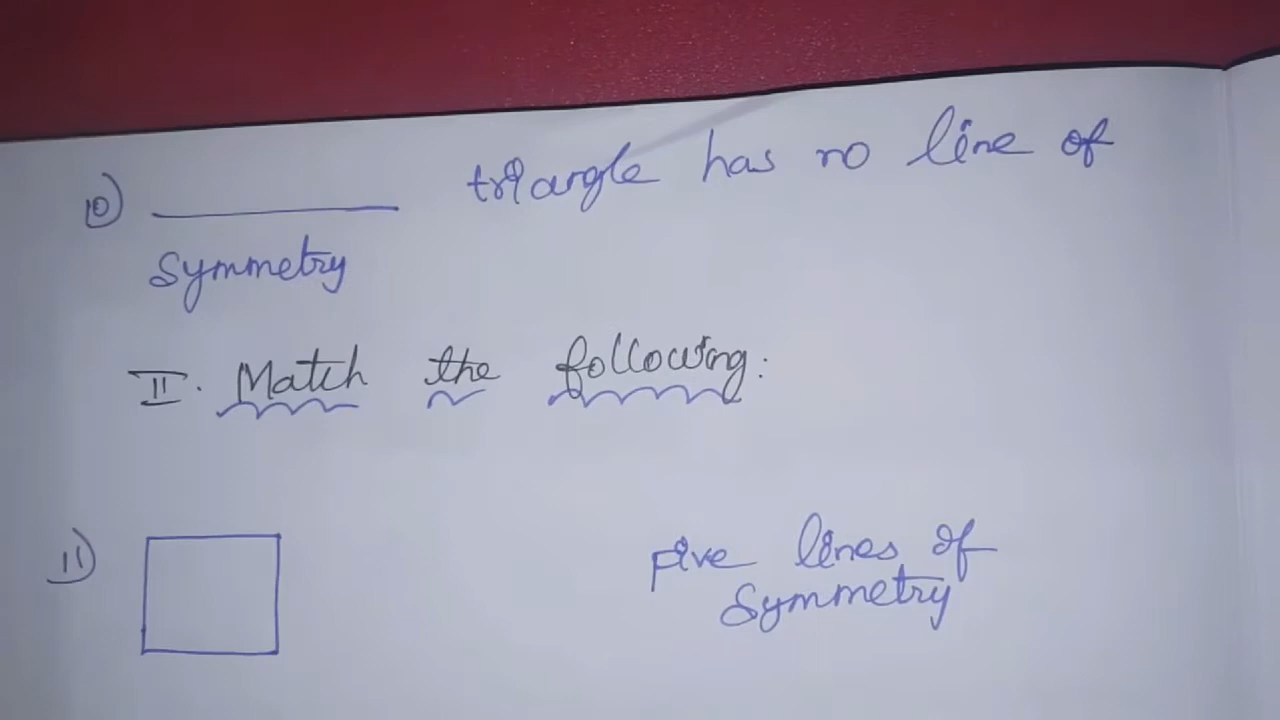 10) ________ triangle has no line of
symmetry
II. Match the following:
11) five lines of
symmetry